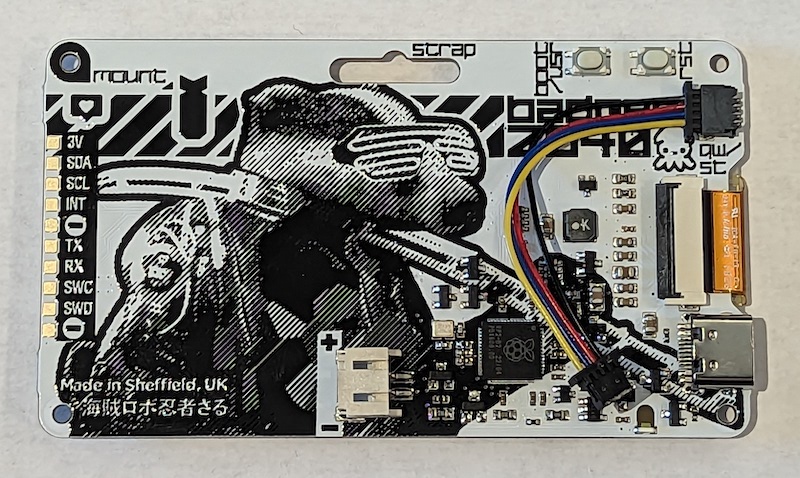 strap
mount
boot
/usr
rst
badger
2040
qw/
st
3V
SDA
SCL
INT
TX
RX
SWC
SWD
+
-
Made in Sheffield, UK
海賊ロボ忍者さる